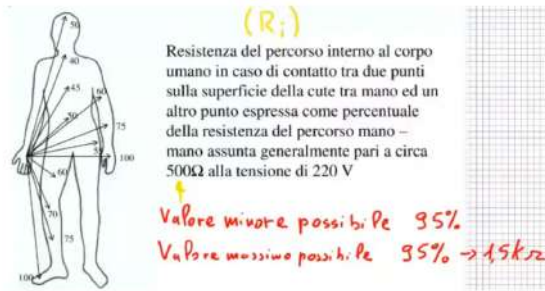 (Ri)
Resistenza del percorso interno al corpo
umano in caso di contatto tra due punti
sulla superficie della cute tra mano ed un
altro punto espressa come percentuale
della resistenza del percorso mano –
mano assunta generalmente pari a circa
500Ω alla tensione di 220 V
Valore minore possibile 95%
Valore massimo possibile 95% → 1,5kΩ
50
40
45
60
50
75
100
60
70
75
100